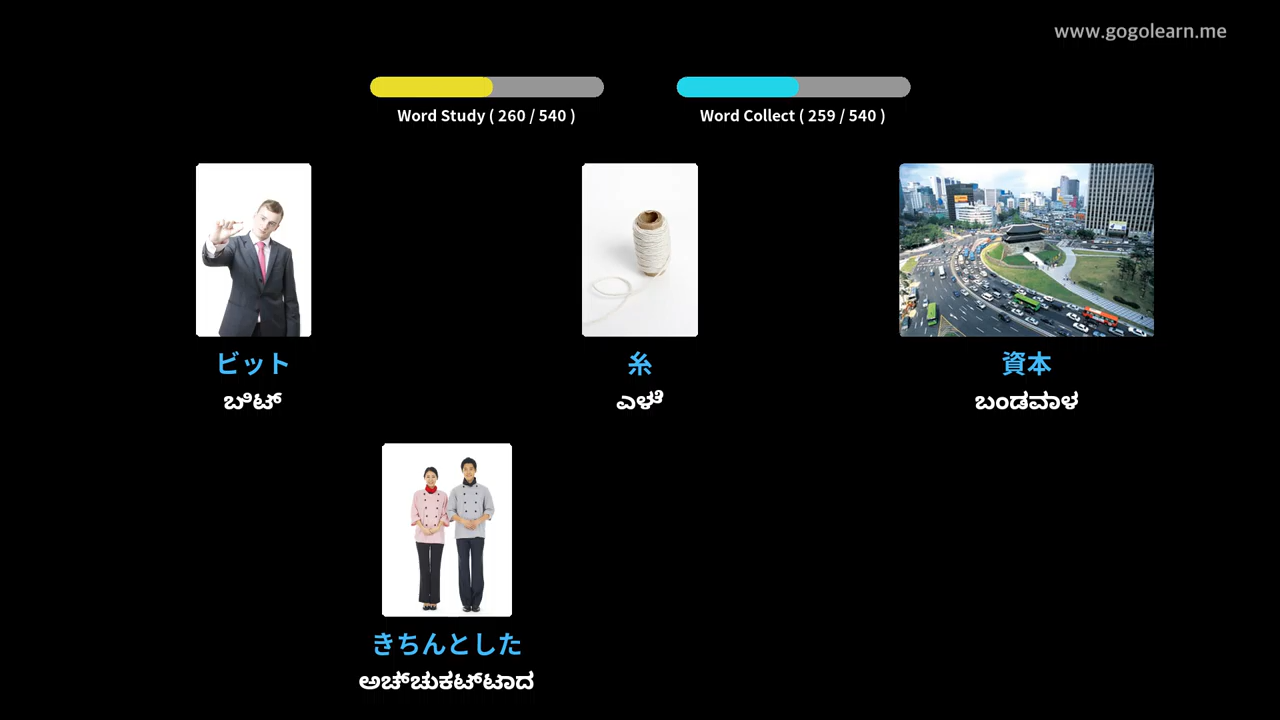 www.gogolearn.me
Word Study ( 260 / 540 )
Word Collect ( 259 / 540 )
ビット
糸
資本
ಬಿಟ್
ಎಳೆ
ಬಂಡವಾಳ
きちんとした
ಅಚ್ಚುಕಟ್ಟಾದ